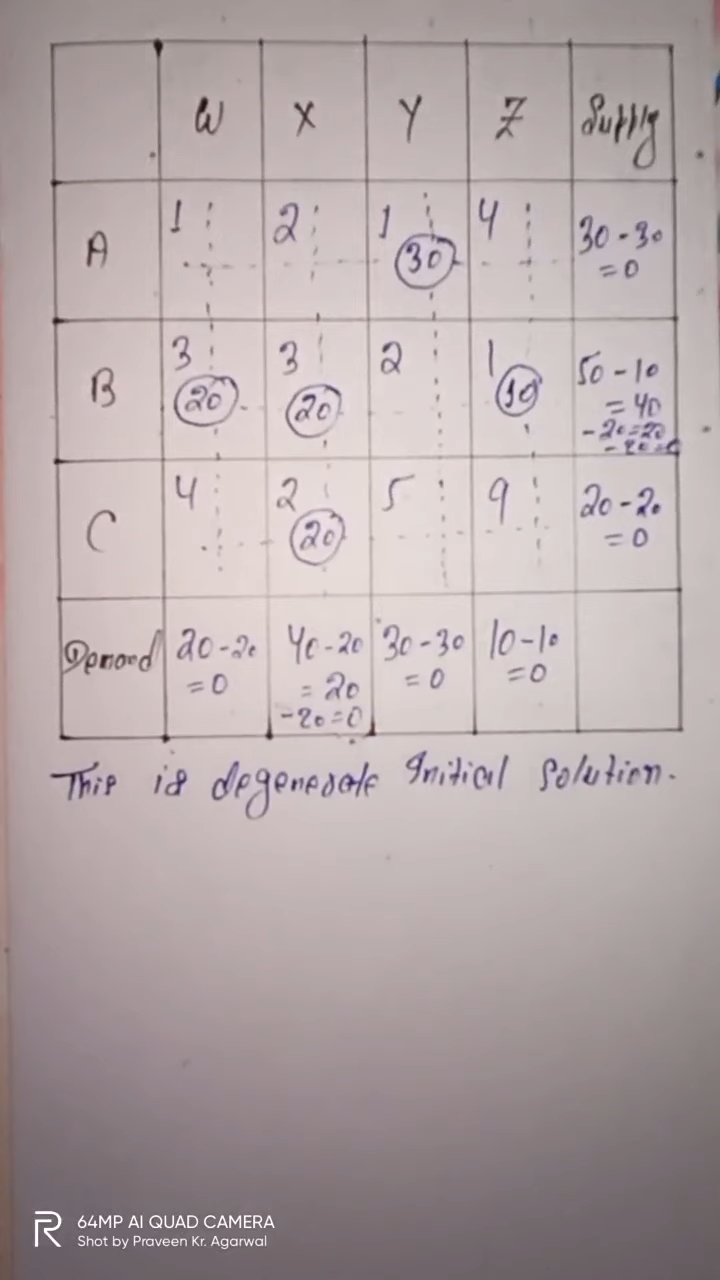 W X Y Z Supply
A 1 2 1 30 4 30 - 30
= 0
B 3 20 3 20 2 1 10 50 - 10
= 40
- 20 = 20
- 20 = 0
C 4 2 20 5 9 20 - 20
= 0
Demand 20 - 20 40 - 20 30 - 30 10 - 10
= 0 = 20 = 0 = 0
- 20 = 0
This is degenerate Initial Solution.
R 64MP AI QUAD CAMERA
Shot by Praveen Kr. Agarwal